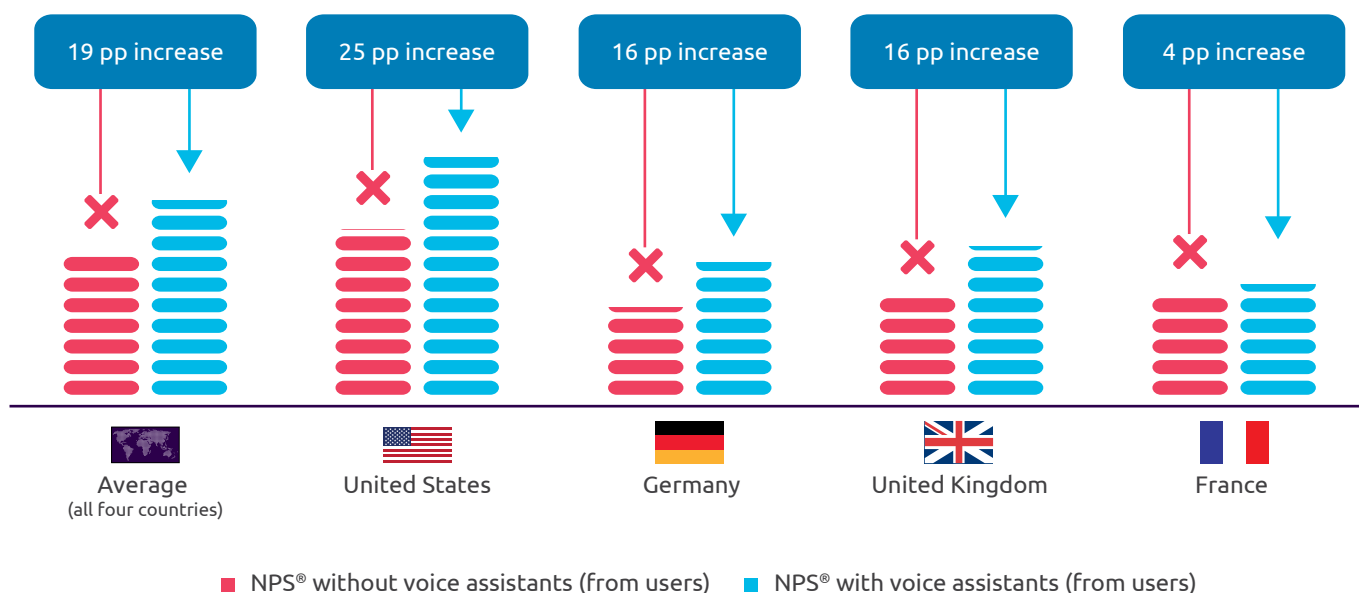 19 pp increase
25 pp increase
16 pp increase
16 pp increase
4 pp increase
Average
(all four countries)
United States
Germany
United Kingdom
France
NPS® without voice assistants (from users)
NPS® with voice assistants (from users)